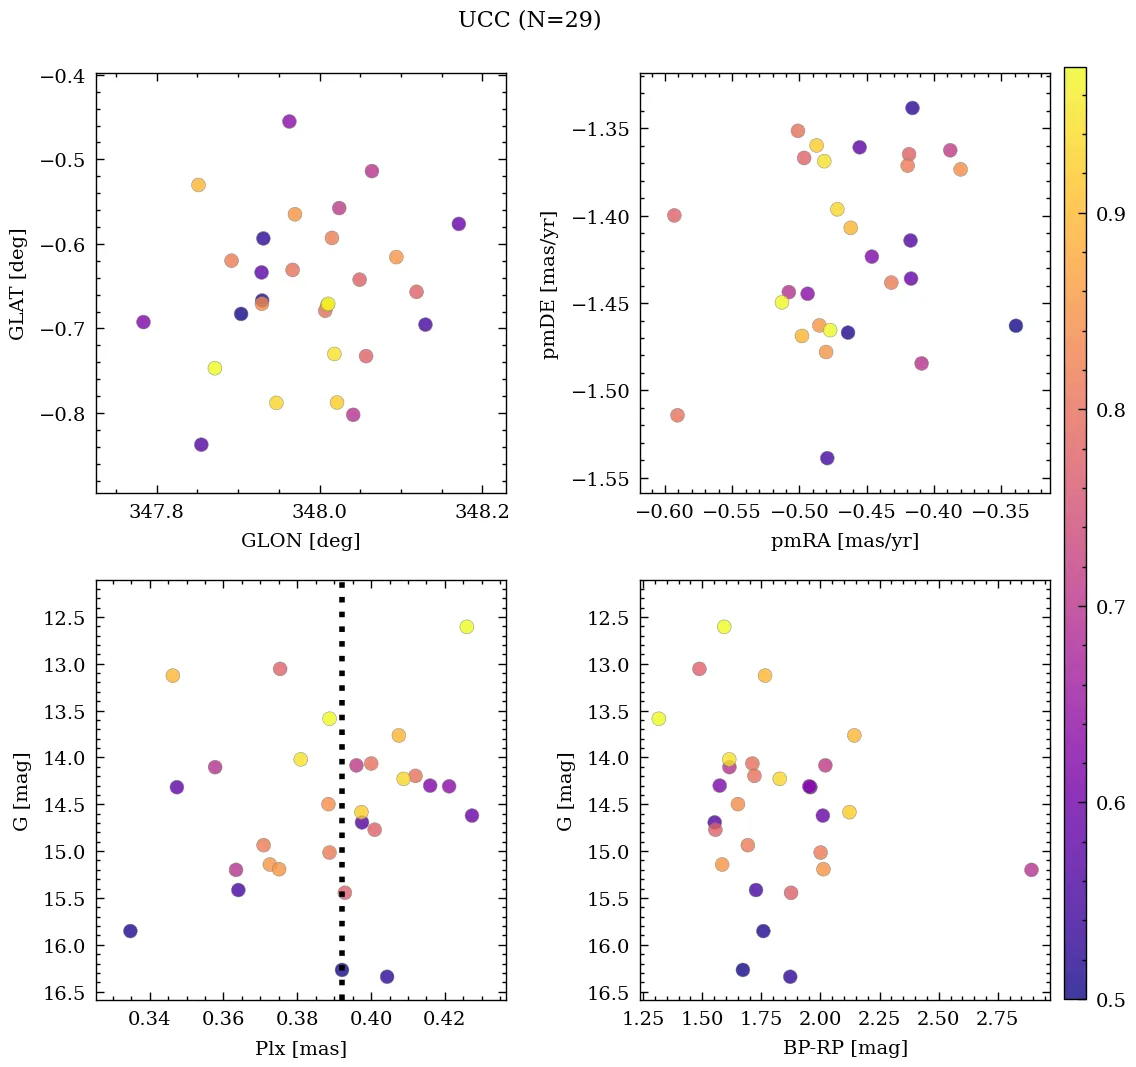 UCC (N=29)
−0.4
−0.5
−0.6
−0.7
−0.8
GLAT [deg]
347.8 348.0 348.2
GLON [deg]
−1.35
−1.40
−1.45
−1.50
−1.55
pmDE [mas/yr]
−0.60 −0.55 −0.50 −0.45 −0.40 −0.35
pmRA [mas/yr]
12.5
13.0
13.5
14.0
14.5
15.0
15.5
16.0
16.5
G [mag]
0.34 0.36 0.38 0.40 0.42
Plx [mas]
12.5
13.0
13.5
14.0
14.5
15.0
15.5
16.0
16.5
G [mag]
1.25 1.50 1.75 2.00 2.25 2.50 2.75
BP-RP [mag]
0.9
0.8
0.7
0.6
0.5